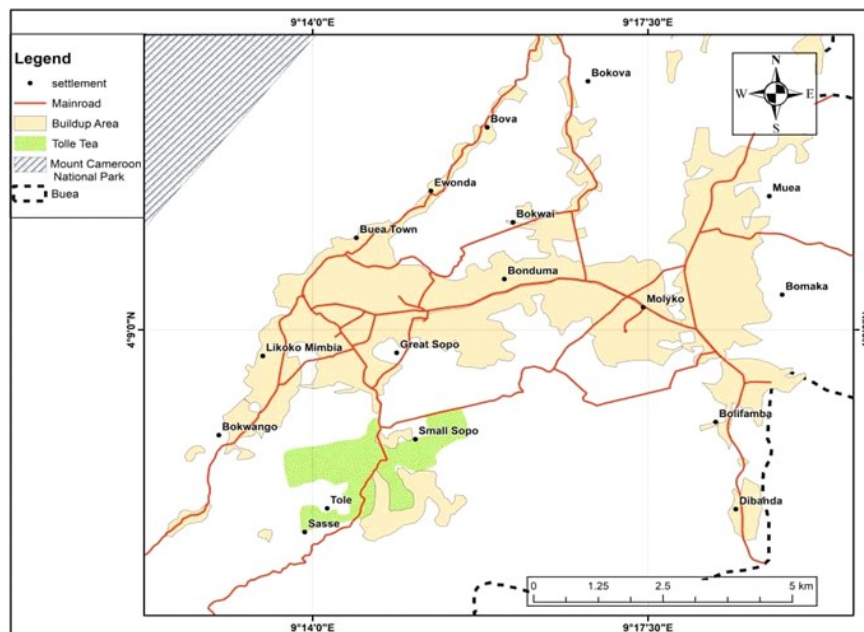 9°14'0"E 9°17'30"E
Legend
settlement
Mainroad
Buildup Area
Tolle Tea
Mount Cameroon
National Park
Buea
N
W E
S
Bokova
Bova
Ewonda
Muea
Bokwai
Buea Town
Bonduma
Bomaka
Molyko
4°9'0"N
Likoko Mimbia
Great Sopo
Bolifamba
Bokwango
Small Sopo
Tole
Dibanda
Sasse
0 1.25 2.5 5 km
9°14'0"E 9°17'30"E